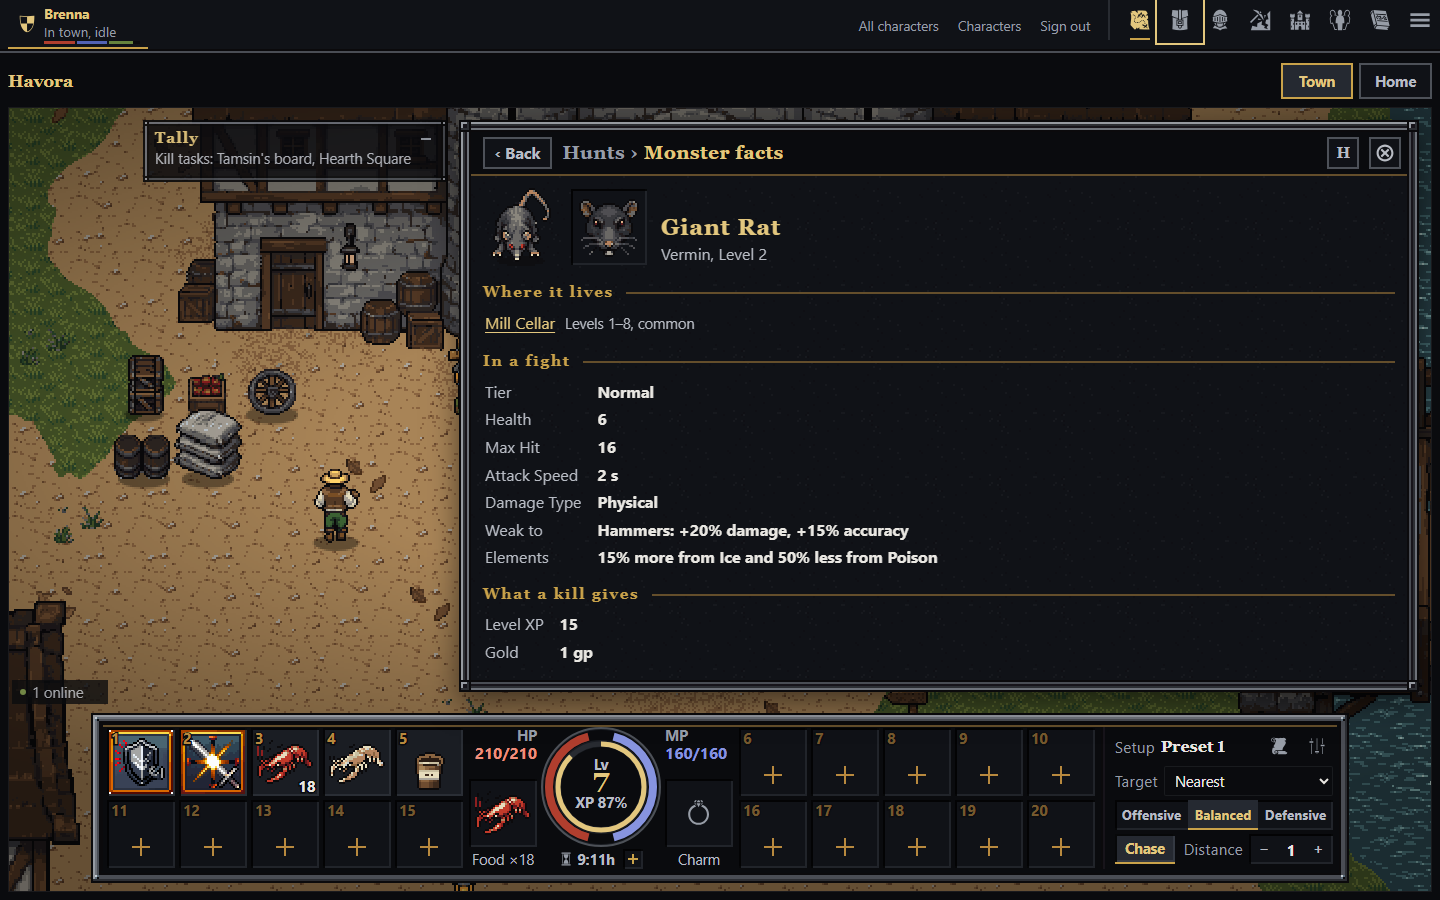 Brenna
In town, idle
All characters
Characters
Sign out
Havora
Town
Home
Tally
Kill tasks: Tamsin's board, Hearth Square
‹ Back
Hunts › Monster facts
H
Giant Rat
Vermin, Level 2
Where it lives
Mill Cellar Levels 1–8, common
In a fight
Tier Normal
Health 6
Max Hit 16
Attack Speed 2 s
Damage Type Physical
Weak to Hammers: +20% damage, +15% accuracy
Elements 15% more from Ice and 50% less from Poison
What a kill gives
Level XP 15
Gold 1 gp
1 online
1
2
3
18
4
5
HP
210/210
Lv
7
XP 87%
MP
160/160
6
7
8
9
10
11
12
13
14
15
Food ×18
9:11h +
Charm
16
17
18
19
20
Setup Preset 1
Target Nearest
Offensive Balanced Defensive
Chase Distance − 1 +